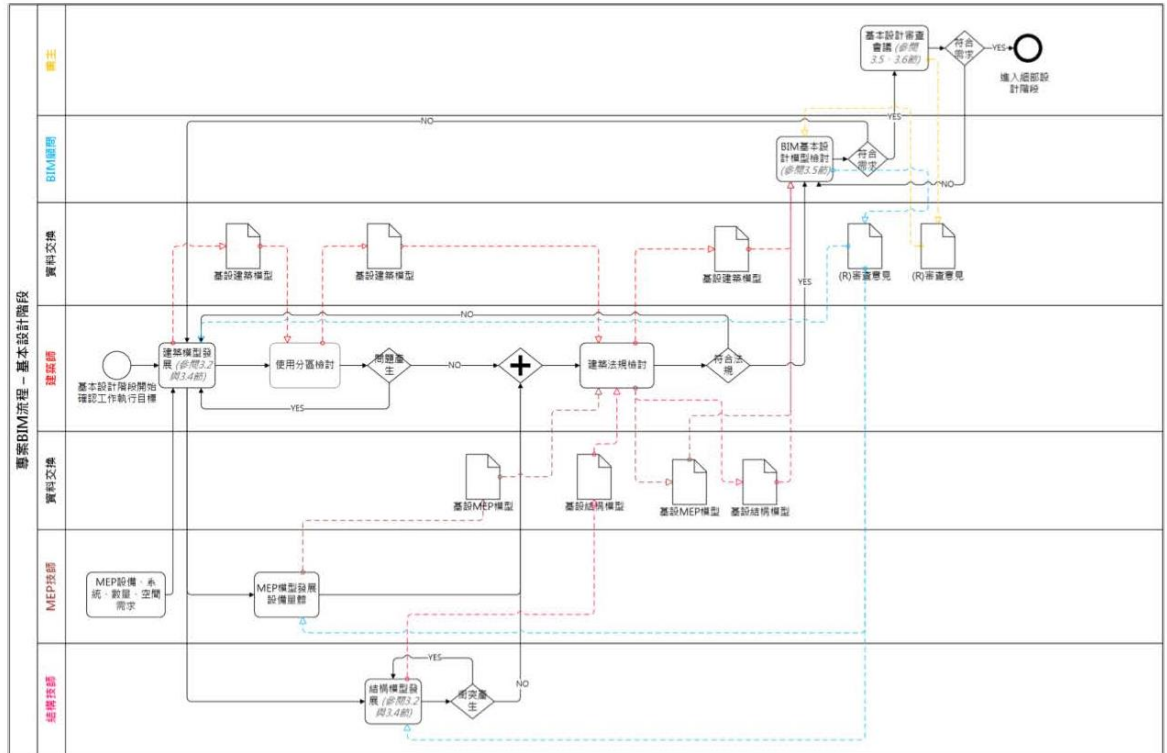 專案BIM流程 – 基本設計階段
業主
基本設計審查
會議 (參閱
3.5、3.6節)
符合
需求
YES
進入細部設
計階段
BIM顧問
NO
YES
BIM基本設
計模型檢討
(參閱3.5節)
符合
需求
NO
資料交換
基設建築模型
基設建築模型
基設建築模型
(R)審查意見
(R)審查意見
YES
建築師
NO
基本設計階段開始
確認工作執行目標
建築模型發
展 (參閱3.2
與3.4節)
使用分區檢討
問題產
生
NO
YES
建築法規檢討
符合法
規
資料交換
基設MEP模型
基設結構模型
基設MEP模型
基設結構模型
MEP技師
MEP設備、系
統、數量、空間
需求
MEP模型發展
設備量體
結構技師
YES
結構模型發
展 (參閱3.2
與3.4節)
衝突產
生
NO